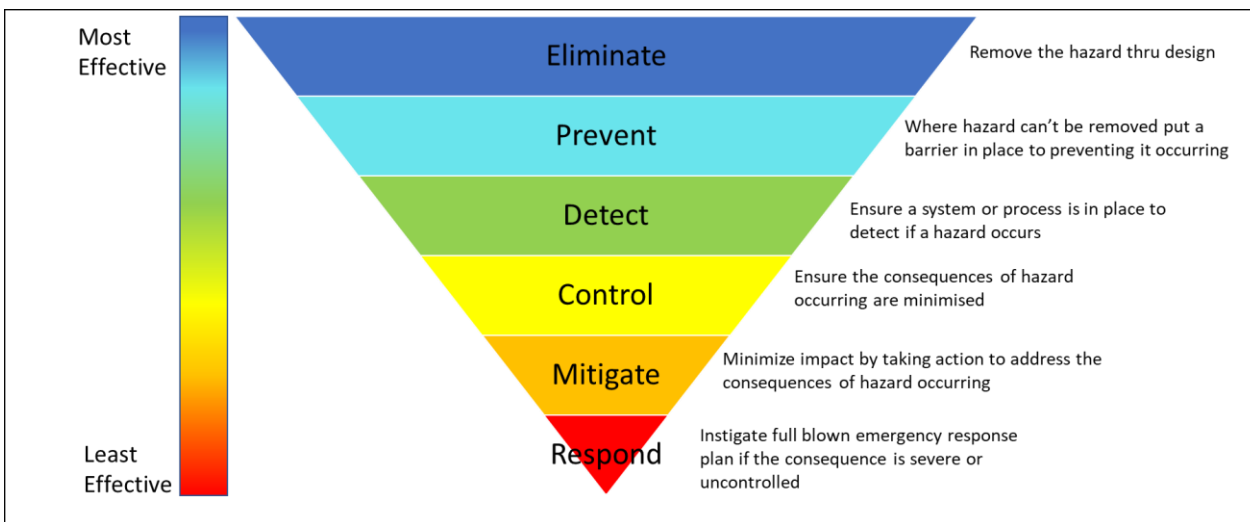 Most
Effective
Eliminate
Remove the hazard thru design
Prevent
Where hazard can’t be removed put a
barrier in place to preventing it occurring
Detect
Ensure a system or process is in place to
detect if a hazard occurs
Control
Ensure the consequences of hazard
occurring are minimised
Mitigate
Minimize impact by taking action to address the
consequences of hazard occurring
Least
Effective
Respond
Instigate full blown emergency response
plan if the consequence is severe or
uncontrolled